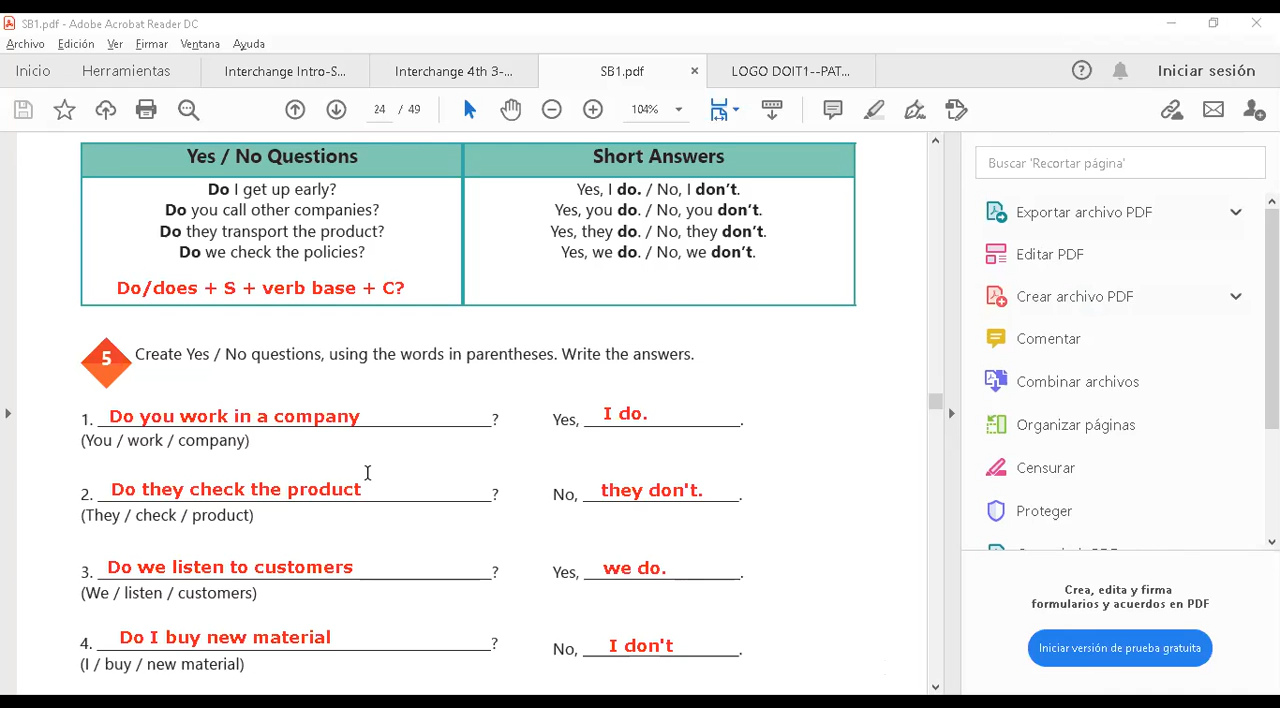 SB1.pdf - Adobe Acrobat Reader DC
Archivo Edición Ver Firmar Ventana Ayuda
Inicio Herramientas Interchange Intro-S... Interchange 4th 3-... SB1.pdf × LOGO DOIT1--PAT... Iniciar sesión
24 / 49 104%
Yes / No Questions Short Answers
Do I get up early? Yes, I do. / No, I don't.
Do you call other companies? Yes, you do. / No, you don't.
Do they transport the product? Yes, they do. / No, they don't.
Do we check the policies? Yes, we do. / No, we don't.
Do/does + S + verb base + C?
5 Create Yes / No questions, using the words in parentheses. Write the answers.
1. Do you work in a company ? Yes, I do. .
(You / work / company)
2. Do they check the product ? No, they don't. .
(They / check / product)
3. Do we listen to customers ? Yes, we do. .
(We / listen / customers)
4. Do I buy new material ? No, I don't .
(I / buy / new material)
Buscar 'Recortar página'
Exportar archivo PDF
Editar PDF
Crear archivo PDF
Comentar
Combinar archivos
Organizar páginas
Censurar
Proteger
Crea, edita y firma
formularios y acuerdos en PDF
Iniciar versión de prueba gratuita